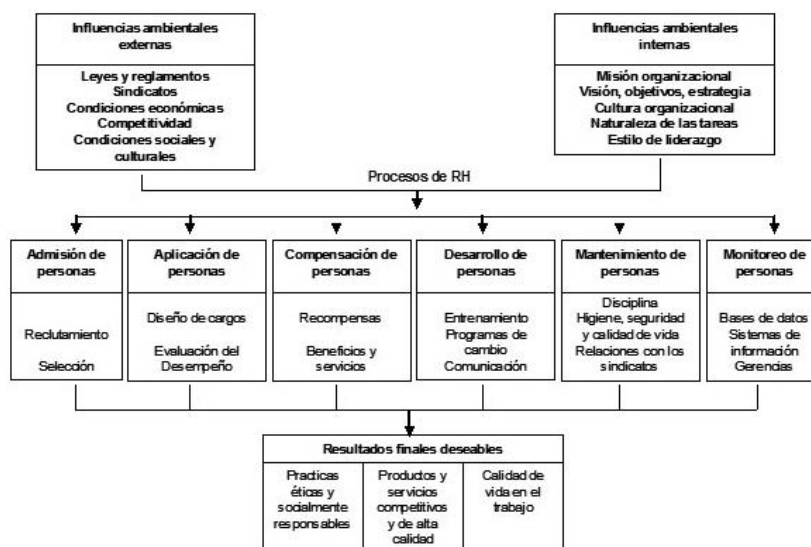 Influencias ambientales
externas
Leyes y reglamentos
Sindicatos
Condiciones económicas
Competitividad
Condiciones sociales y
culturales
Influencias ambientales
internas
Misión organizacional
Visión, objetivos, estrategia
Cultura organizacional
Naturaleza de las tareas
Estilo de liderazgo
Procesos de RH
Admisión de
personas
Reclutamiento
Selección
Aplicación de
personas
Diseño de cargos
Evaluación del
Desempeño
Compensación de
personas
Recompensas
Beneficios y
servicios
Desarrollo de
personas
Entrenamiento
Programas de
cambio
Comunicación
Mantenimiento de
personas
Disciplina
Higiene, seguridad
y calidad de vida
Relaciones con los
sindicatos
Monitoreo de
personas
Bases de datos
Sistemas de
información
Gerencias
Resultados finales deseables
Practicas
éticas y
socialmente
responsables
Productos y
servicios
competitivos
y de alta
calidad
Calidad de
vida en el
trabajo